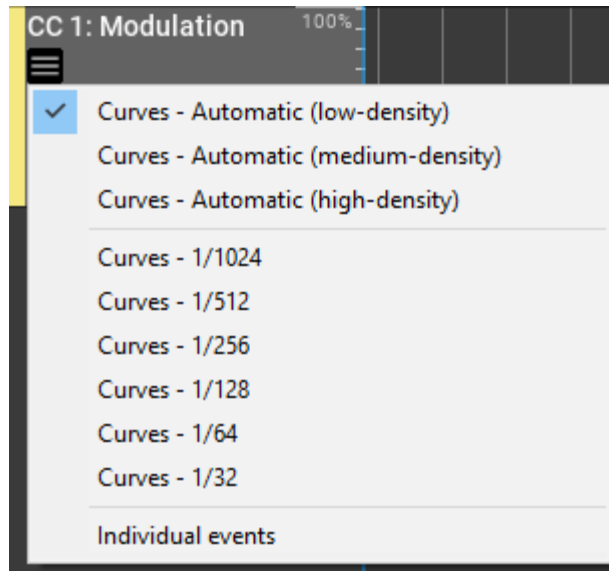 CC 1: Modulation 100%
Curves - Automatic (low-density)
Curves - Automatic (medium-density)
Curves - Automatic (high-density)
Curves - 1/1024
Curves - 1/512
Curves - 1/256
Curves - 1/128
Curves - 1/64
Curves - 1/32
Individual events